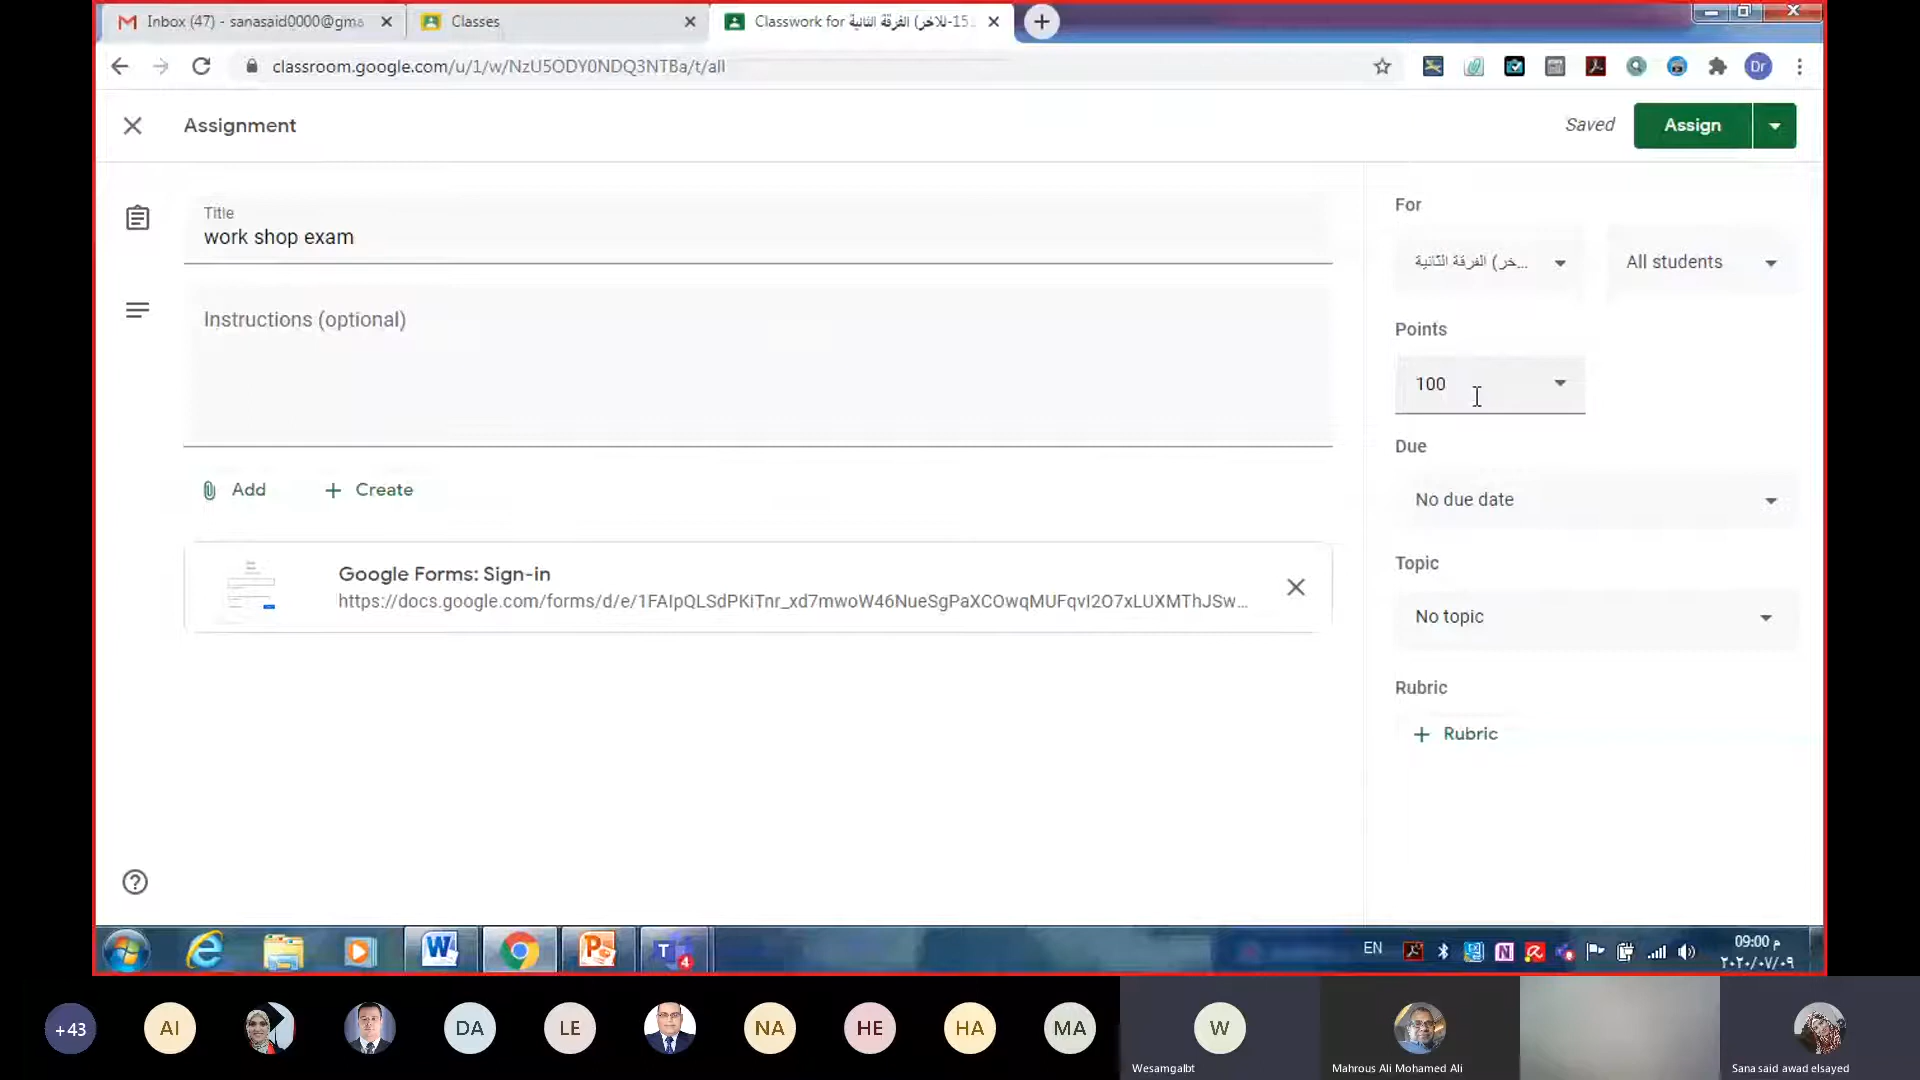 Inbox (47) - sanasaid0000@gma
Classes
Classwork for الفرقة الثانية (للاخر-15
classroom.google.com/u/1/w/NzU5ODY0NDQ3NTBa/t/all
Dr
Assignment
Saved
Assign
Title
work shop exam
Instructions (optional)
Add
Create
Google Forms: Sign-in
https://docs.google.com/forms/d/e/1FAIpQLSdPKiTnr_xd7mwoW46NueSgPaXCOwqMUFqvI2O7xLUXMThJSw...
For
...خر) الفرقة الثانية
All students
Points
100
Due
No due date
Topic
No topic
Rubric
Rubric
EN
09:00 م
٢٠٢٠/٠٧/٠٩
4
+43
AI
DA
LE
NA
HE
HA
MA
W
Wesamgalbt
Mahrous Ali Mohamed Ali
Sana said awad elsayed